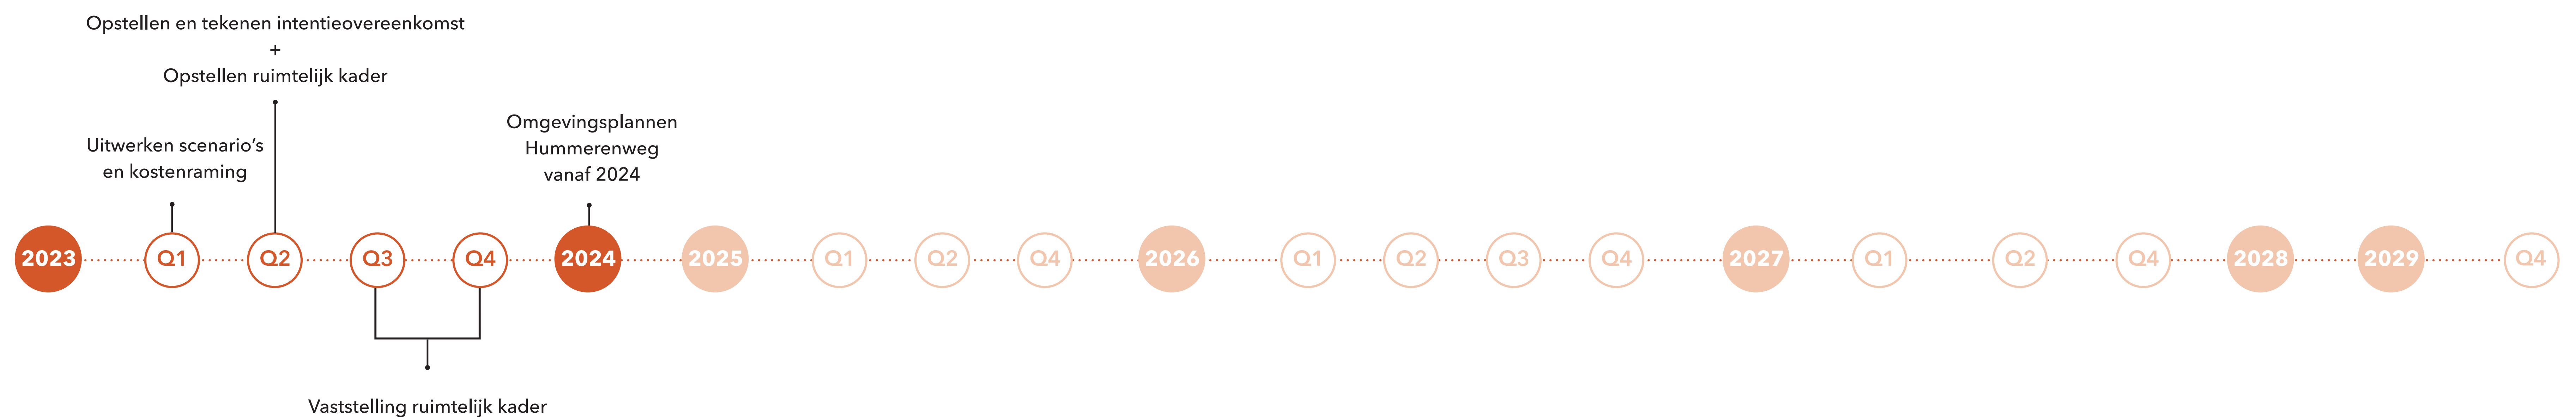 Opstellen en tekenen intentieovereenkomst
+
Opstellen ruimtelijk kader
Uitwerken scenario's
en kostenraming
Omgevingsplannen
Hummerenweg
vanaf 2024
2023 Q1 Q2 Q3 Q4 2024 2025 Q1 Q2 Q4 2026 Q1 Q2 Q3 Q4 2027 Q1 Q2 Q4 2028 2029 Q4
Vaststelling ruimtelijk kader